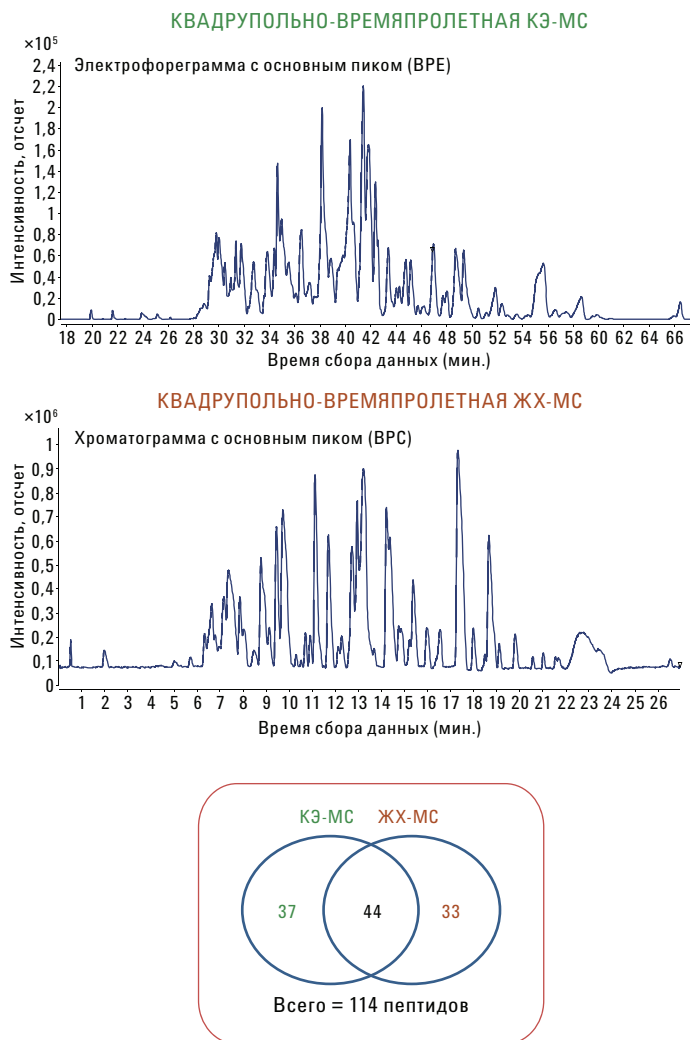 КВАДРУПОЛЬНО-ВРЕМЯПРОЛЕТНАЯ КЭ-МС
×10⁵
Электрофореграмма с основным пиком (BPE)
Интенсивность, отсчет
2,4
2,2
2
1,8
1,6
1,4
1,2
1
0,8
0,6
0,4
0,2
0
18 20 22 24 26 28 30 32 34 36 38 40 42 44 46 48 50 52 54 56 58 60 62 64 66
Время сбора данных (мин.)
КВАДРУПОЛЬНО-ВРЕМЯПРОЛЕТНАЯ ЖХ-МС
×10⁶
Хроматограмма с основным пиком (BPC)
Интенсивность, отсчет
1
0,9
0,8
0,7
0,6
0,5
0,4
0,3
0,2
0,1
0
1 2 3 4 5 6 7 8 9 10 11 12 13 14 15 16 17 18 19 20 21 22 23 24 25 26
Время сбора данных (мин.)
КЭ-МС ЖХ-МС
37 44 33
Всего = 114 пептидов